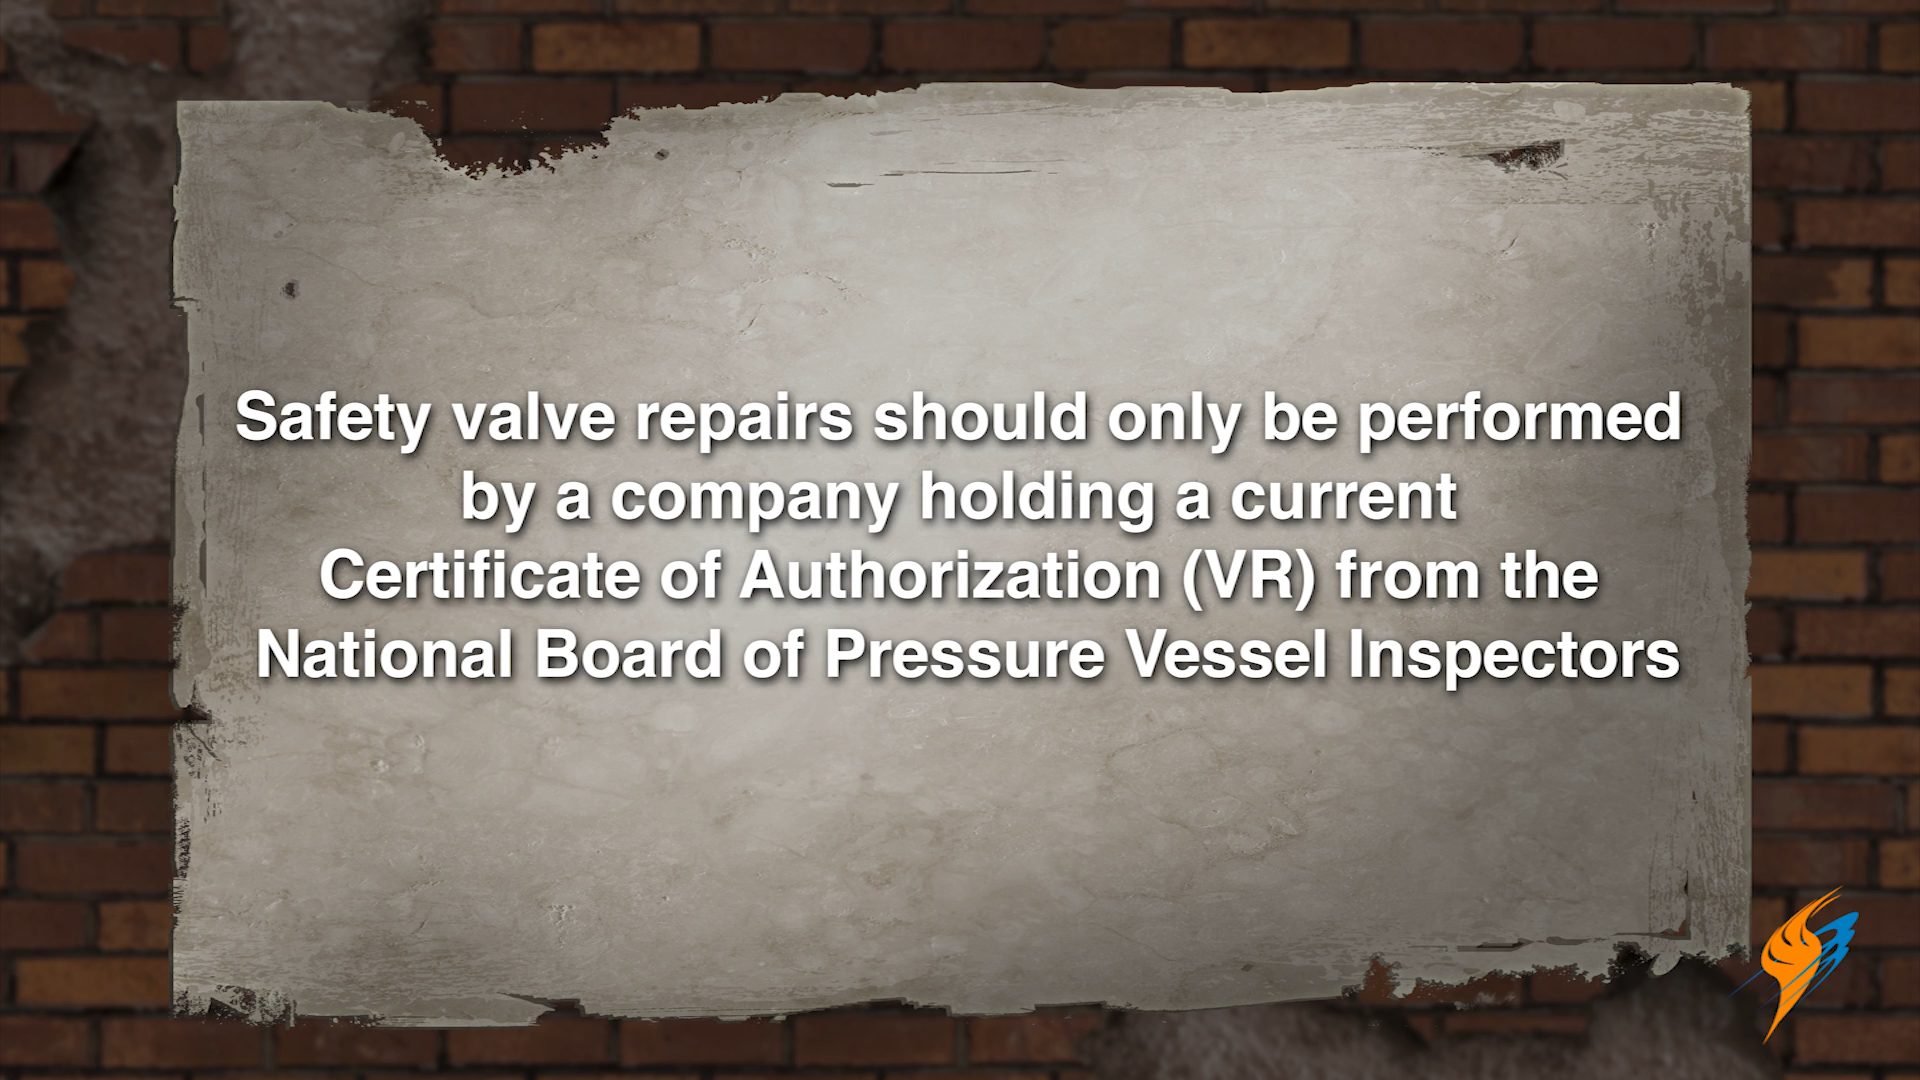 Safety valve repairs should only be performed
by a company holding a current
Certificate of Authorization (VR) from the
National Board of Pressure Vessel Inspectors